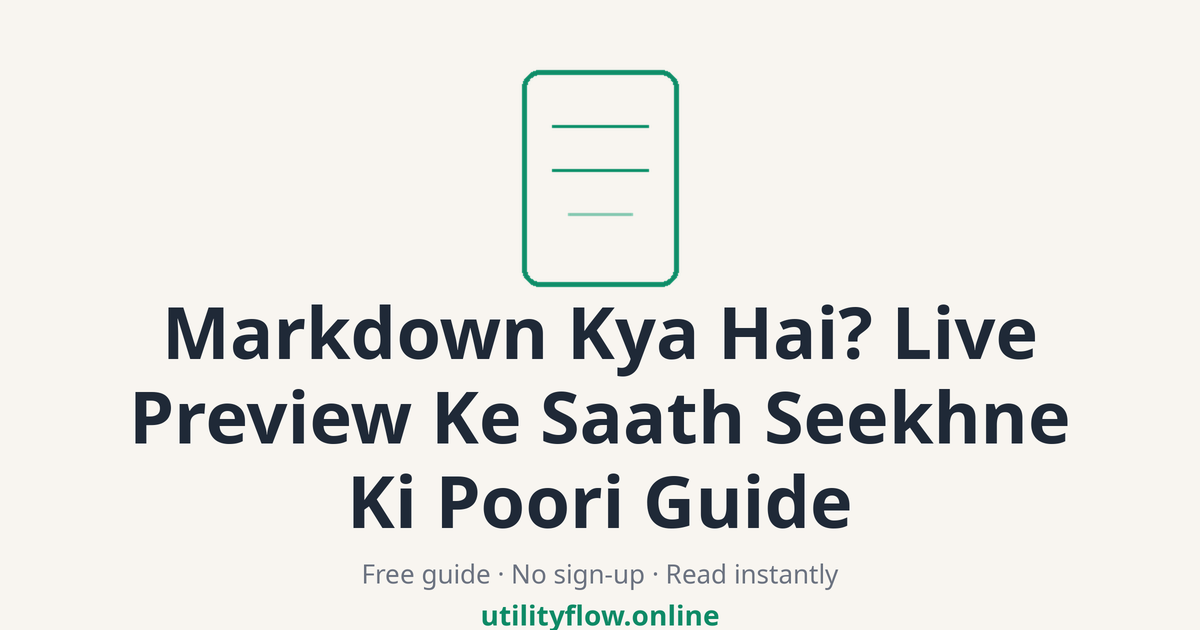 Markdown Kya Hai? Live
Preview Ke Saath Seekhne
Ki Poori Guide
Free guide · No sign-up · Read instantly
utilityflow.online